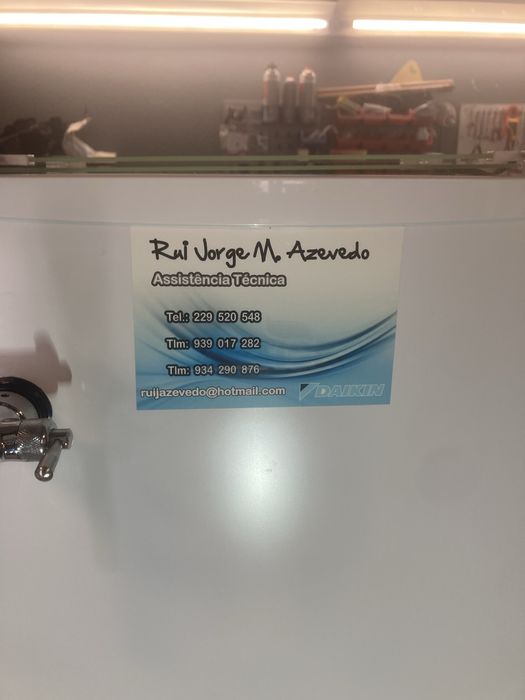 Rui Jorge M. Azevedo
Assistência Técnica
Tel.: 229 520 548
Tlm: 939 017 282
Tlm: 934 290 876
ruijazevedo@hotmail.com
DAIKIN